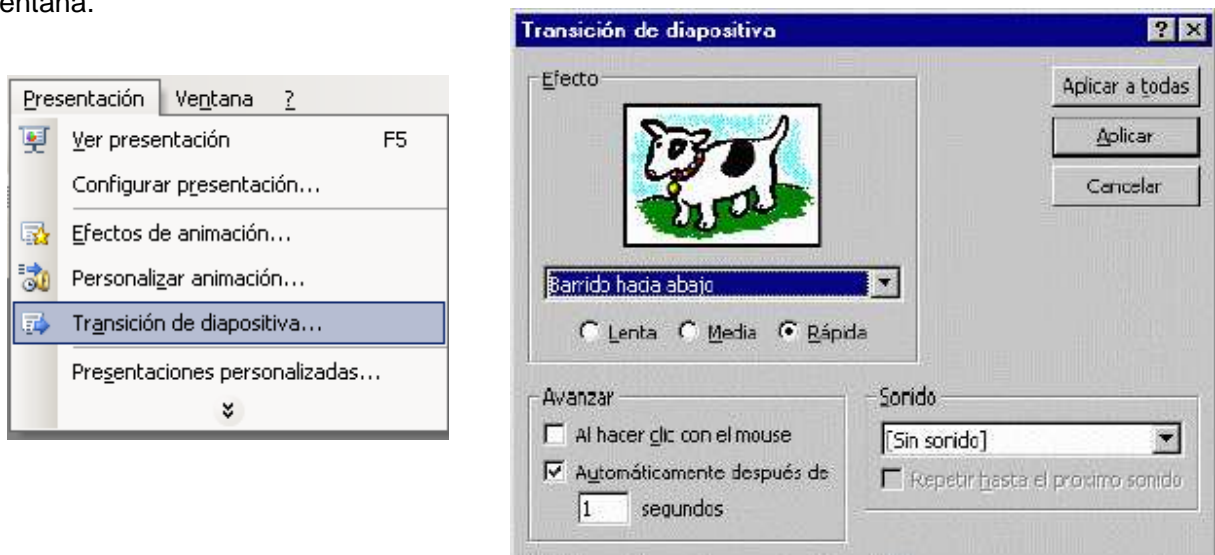 entana.
Presentación Ventana ?
Ver presentación F5
Configurar presentación...
Efectos de animación...
Personalizar animación...
Transición de diapositiva...
Presentaciones personalizadas...
Transición de diapositiva
Efecto
Aplicar a todas
Aplicar
Cancelar
Barrido hacia abajo
Lenta Media Rápida
Avanzar
Al hacer clic con el mouse
Automáticamente después de
1 segundos
Sonido
[Sin sonido]
Repetir hasta el proximo sonido